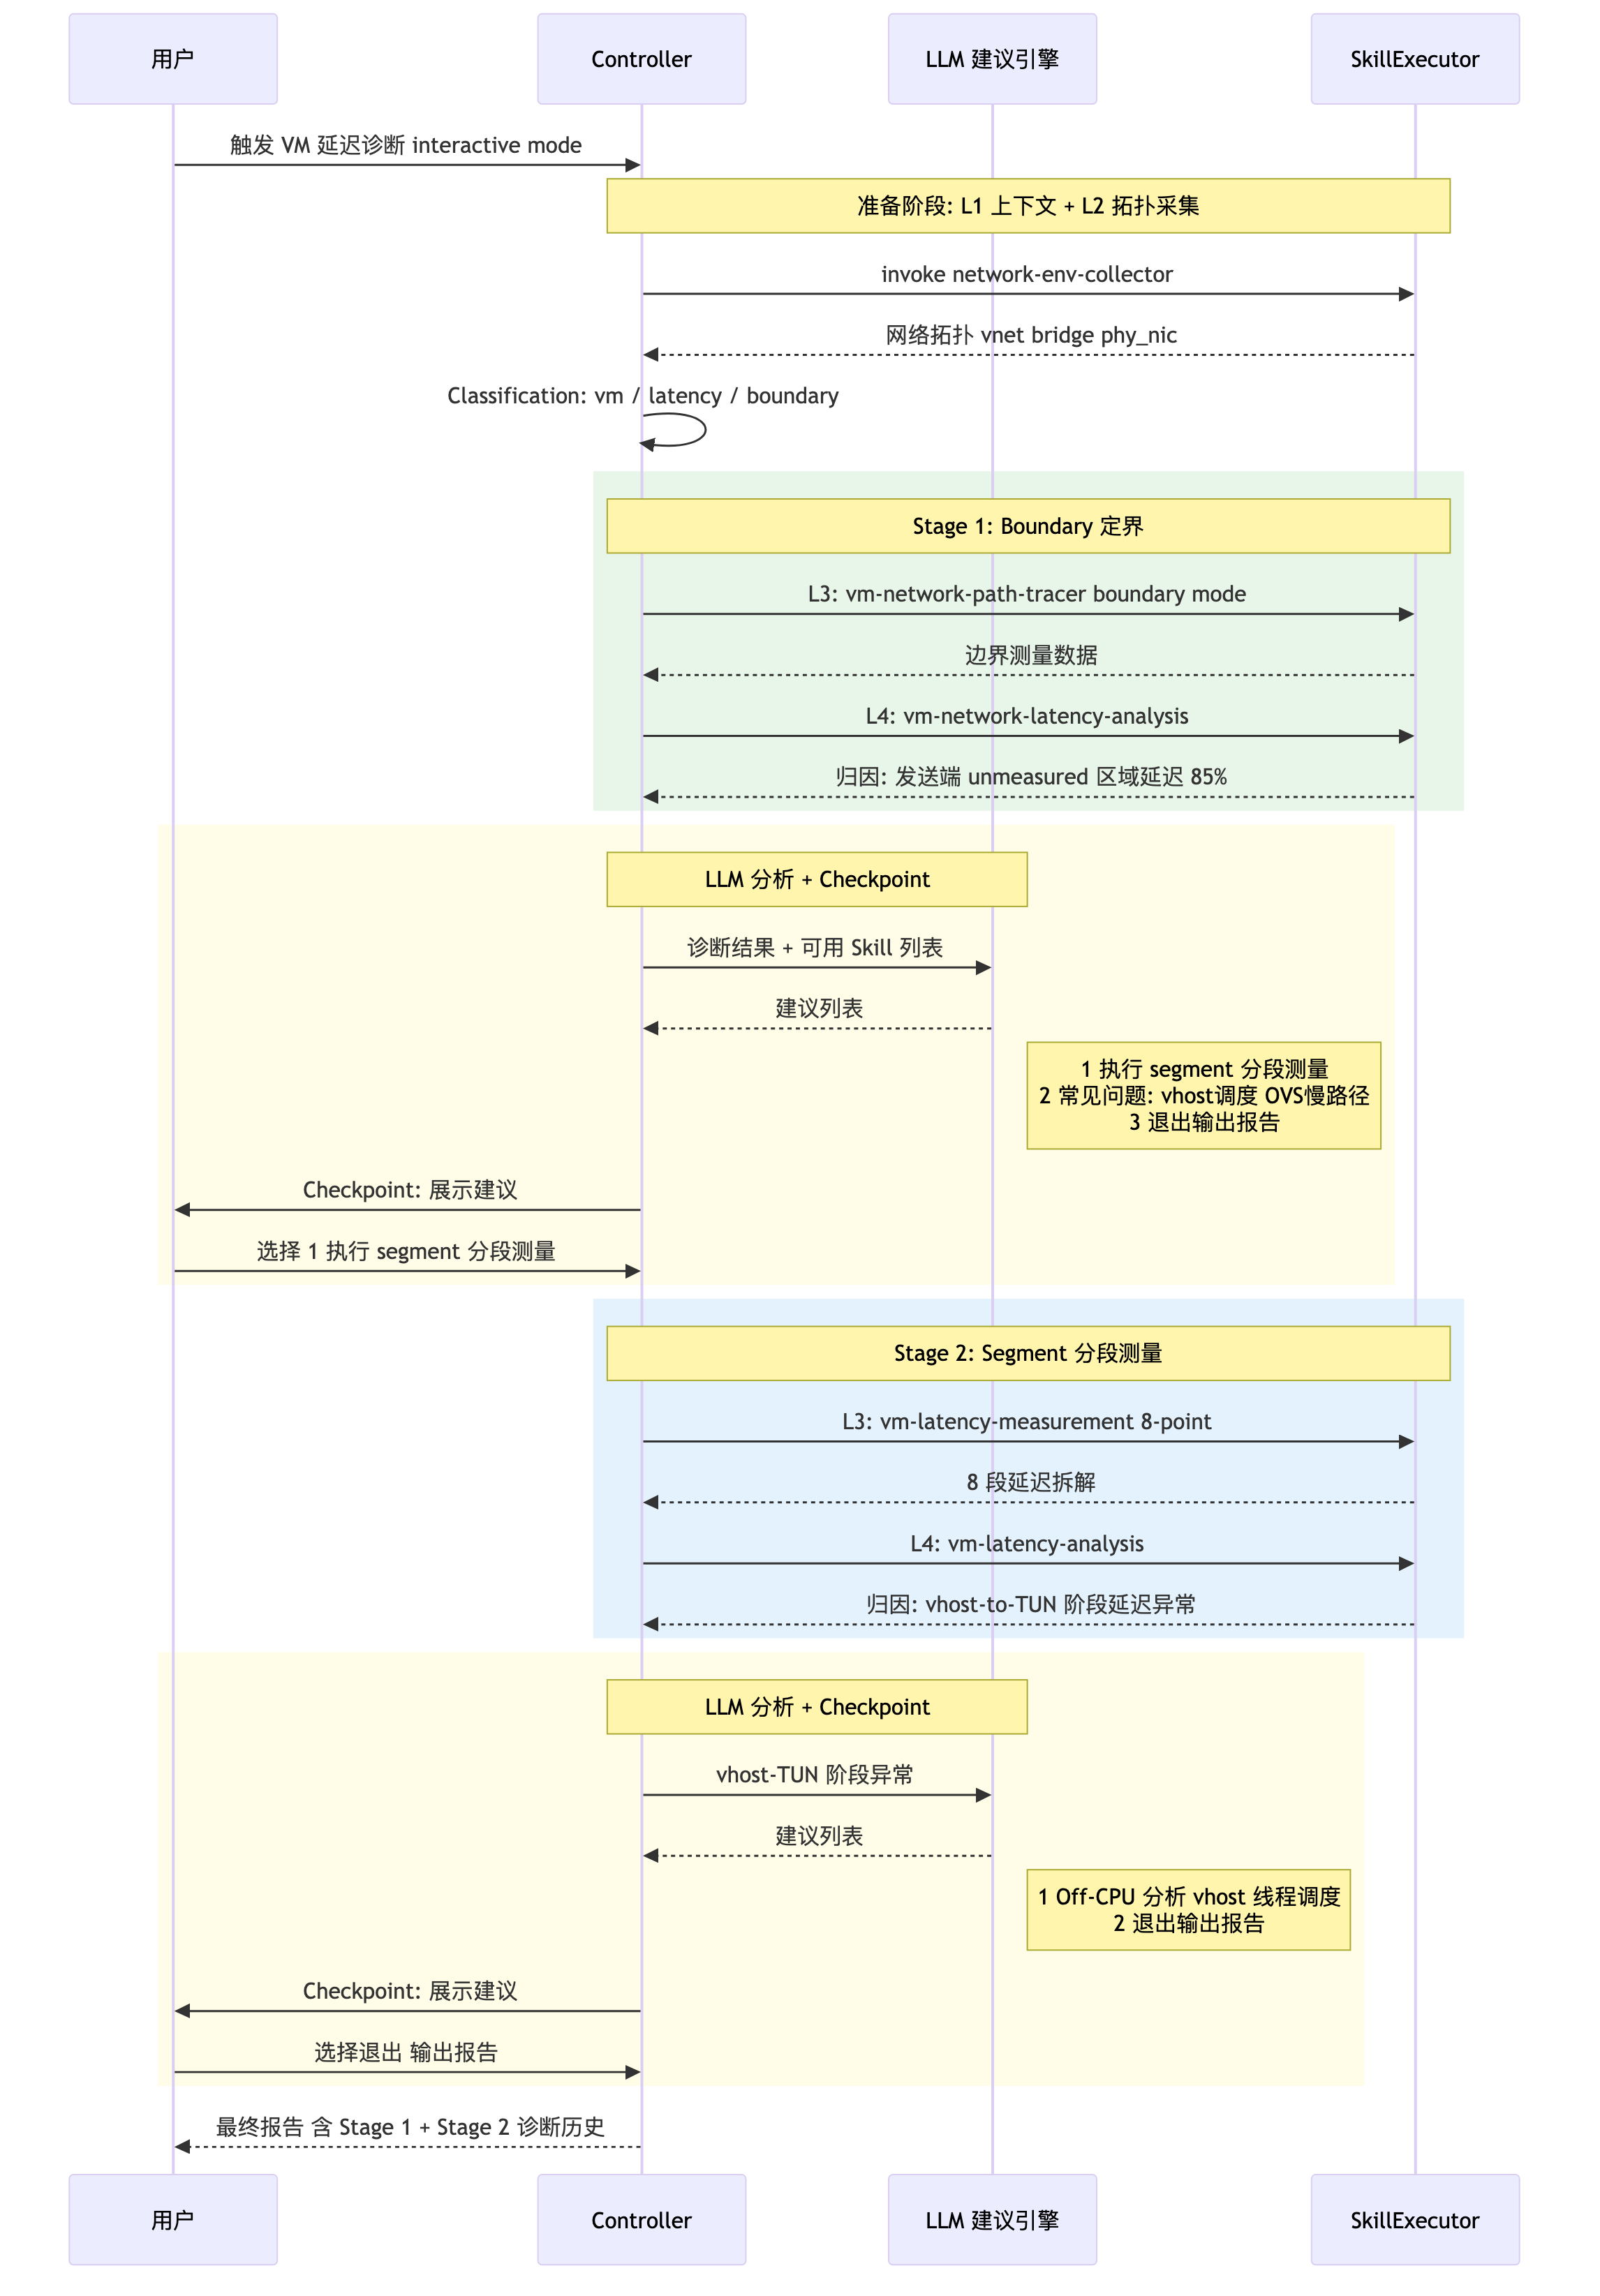 用户
Controller
LLM 建议引擎
SkillExecutor
触发 VM 延迟诊断 interactive mode
准备阶段: L1 上下文 + L2 拓扑采集
invoke network-env-collector
网络拓扑 vnet bridge phy_nic
Classification: vm / latency / boundary
Stage 1: Boundary 定界
L3: vm-network-path-tracer boundary mode
边界测量数据
L4: vm-network-latency-analysis
归因: 发送端 unmeasured 区域延迟 85%
LLM 分析 + Checkpoint
诊断结果 + 可用 Skill 列表
建议列表
1 执行 segment 分段测量
2 常见问题: vhost调度 OVS慢路径
3 退出输出报告
Checkpoint: 展示建议
选择 1 执行 segment 分段测量
Stage 2: Segment 分段测量
L3: vm-latency-measurement 8-point
8 段延迟拆解
L4: vm-latency-analysis
归因: vhost-to-TUN 阶段延迟异常
LLM 分析 + Checkpoint
vhost-TUN 阶段异常
建议列表
1 Off-CPU 分析 vhost 线程调度
2 退出输出报告
Checkpoint: 展示建议
选择退出 输出报告
最终报告 含 Stage 1 + Stage 2 诊断历史
用户
Controller
LLM 建议引擎
SkillExecutor